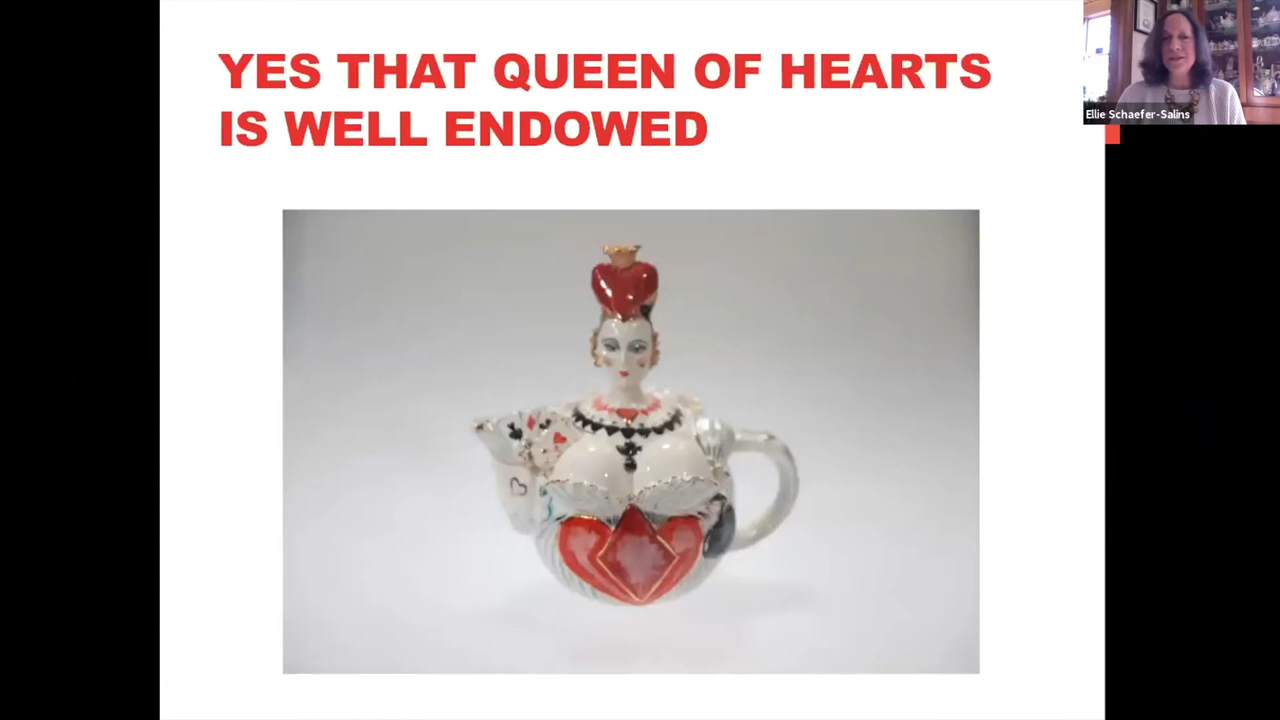 YES THAT QUEEN OF HEARTS
IS WELL ENDOWED
Ellie Schaefer-Salins